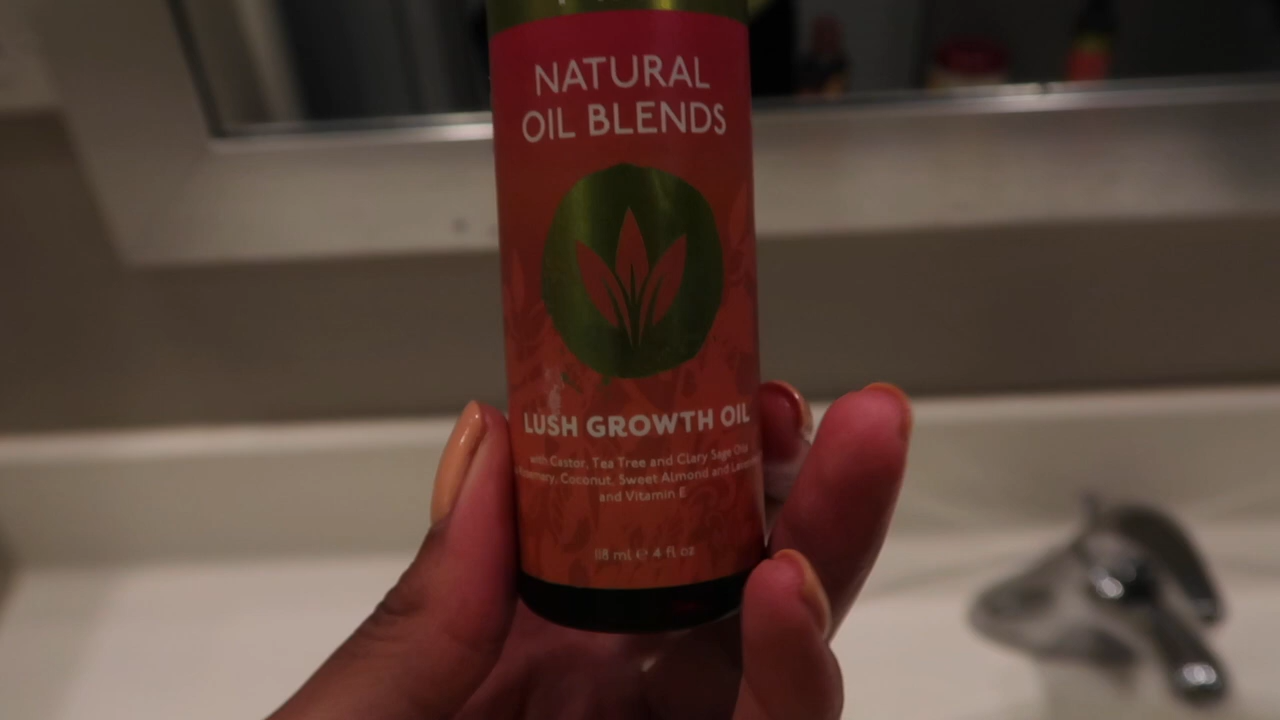 NATURAL
OIL BLENDS
LUSH GROWTH OIL
with Castor, Tea Tree and Clary Sage Oils
Rosemary, Coconut, Sweet Almond and
and Vitamin E
118 ml e 4 fl oz